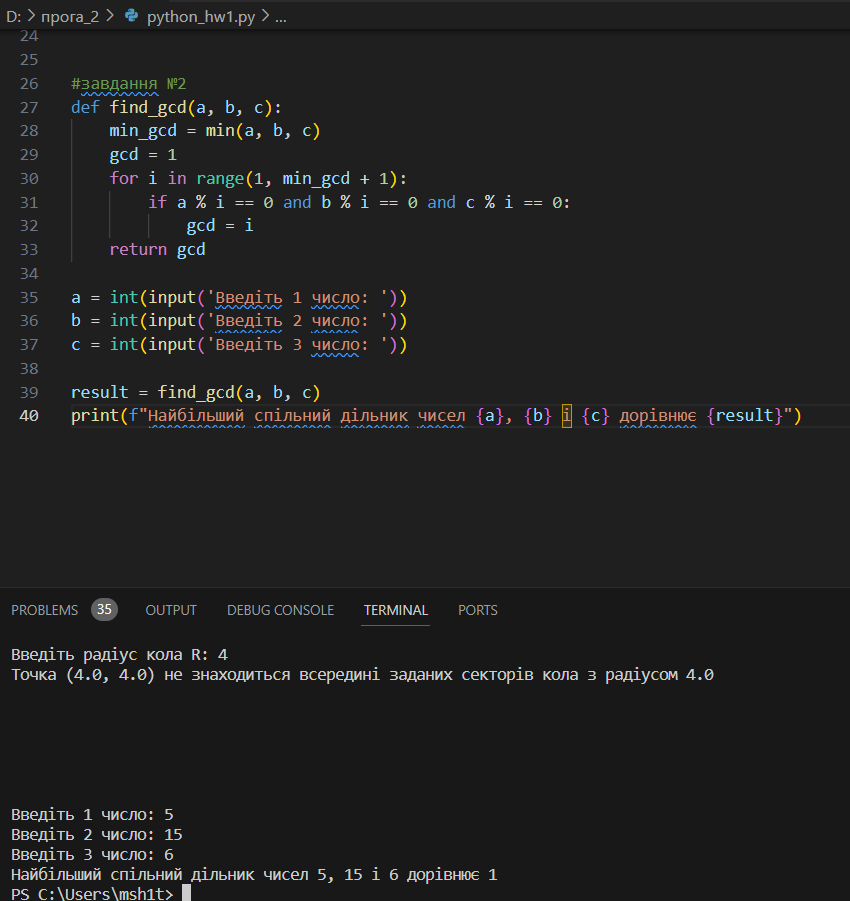 D: > прога_2 > python_hw1.py > ...
24
25
26 #завдання №2
27 def find_gcd(a, b, c):
28     min_gcd = min(a, b, c)
29     gcd = 1
30     for i in range(1, min_gcd + 1):
31         if a % i == 0 and b % i == 0 and c % i == 0:
32             gcd = i
33     return gcd
34
35 a = int(input('Введіть 1 число: '))
36 b = int(input('Введіть 2 число: '))
37 c = int(input('Введіть 3 число: '))
38
39 result = find_gcd(a, b, c)
40 print(f"Найбільший спільний дільник чисел {a}, {b} і {c} дорівнює {result}")
PROBLEMS 35 OUTPUT DEBUG CONSOLE TERMINAL PORTS
Введіть радіус кола R: 4
Точка (4.0, 4.0) не знаходиться всередині заданих секторів кола з радіусом 4.0
Введіть 1 число: 5
Введіть 2 число: 15
Введіть 3 число: 6
Найбільший спільний дільник чисел 5, 15 і 6 дорівнює 1
PS C:\Users\msh1t>